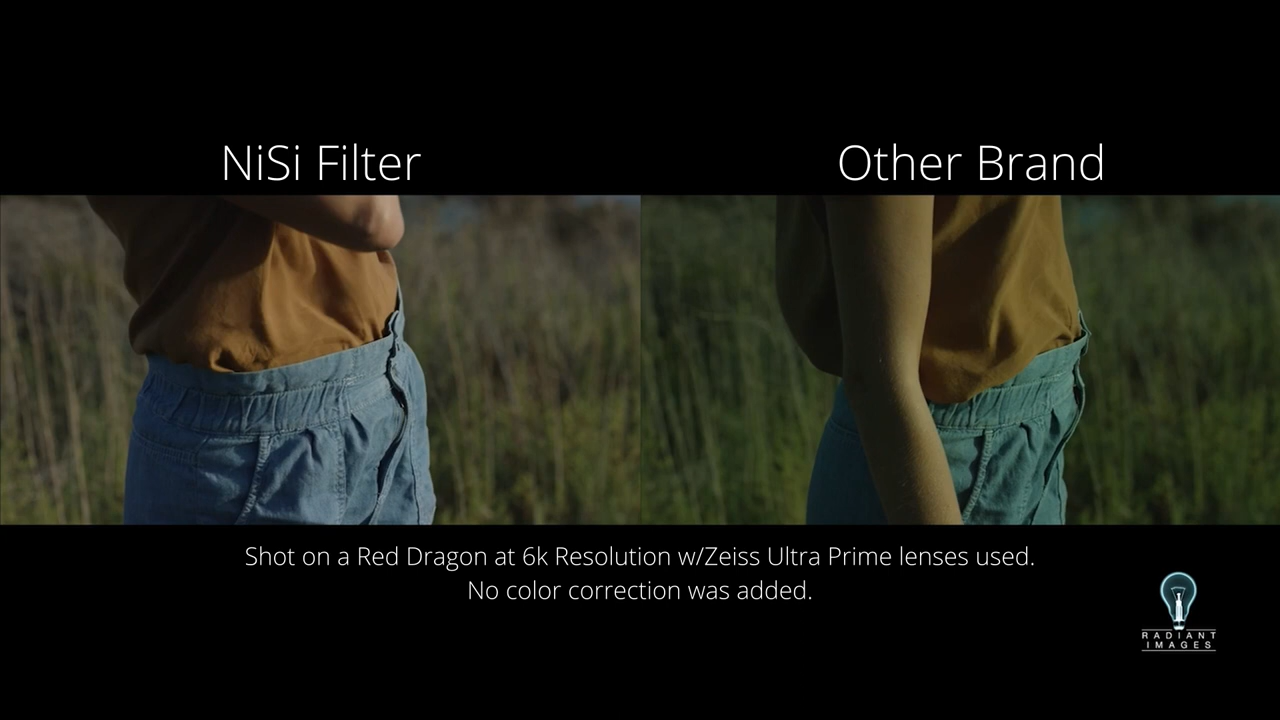 NiSi Filter
Other Brand
Shot on a Red Dragon at 6k Resolution w/Zeiss Ultra Prime lenses used.
No color correction was added.
RADIANT
IMAGES